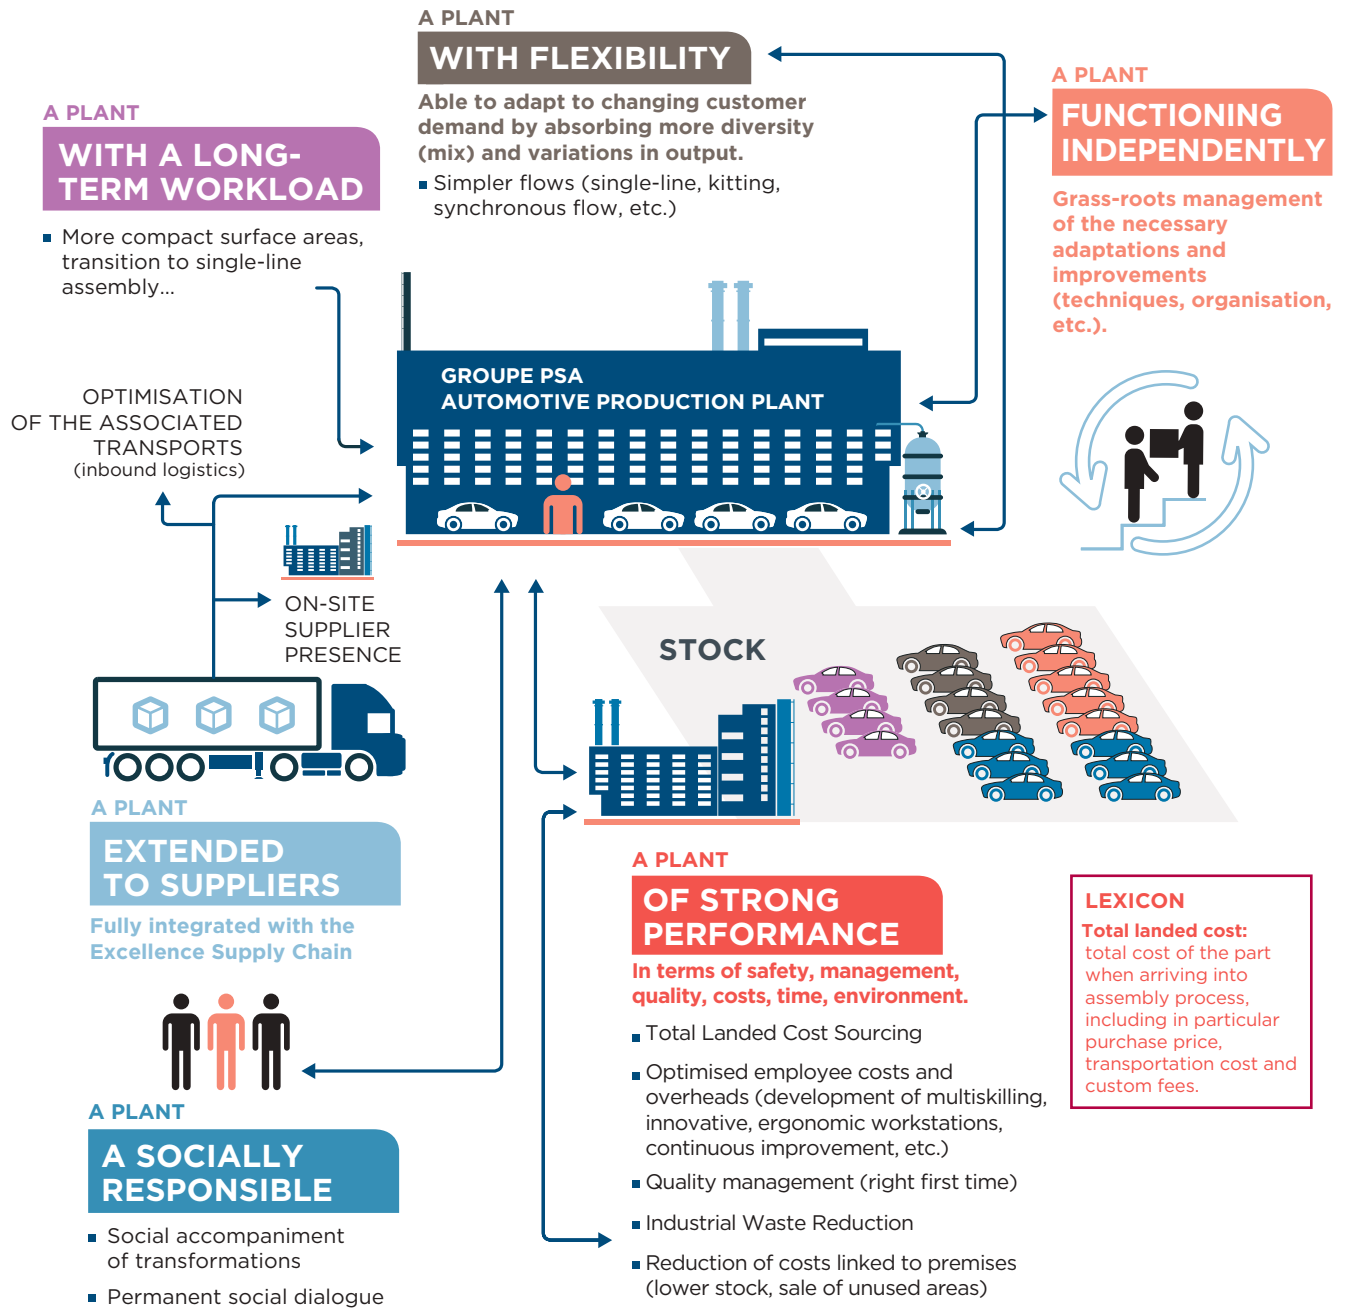 A PLANT
WITH FLEXIBILITY
Able to adapt to changing customer
demand by absorbing more diversity
(mix) and variations in output.
Simpler flows (single-line, kitting,
synchronous flow, etc.)
A PLANT
FUNCTIONING
INDEPENDENTLY
Grass-roots management
of the necessary
adaptations and
improvements
(techniques, organisation,
etc.).
A PLANT
WITH A LONG-
TERM WORKLOAD
More compact surface areas,
transition to single-line
assembly...
GROUPE PSA
AUTOMOTIVE PRODUCTION PLANT
OPTIMISATION
OF THE ASSOCIATED
TRANSPORTS
(inbound logistics)
ON-SITE
SUPPLIER
PRESENCE
STOCK
A PLANT
EXTENDED
TO SUPPLIERS
Fully integrated with the
Excellence Supply Chain
A PLANT
OF STRONG
PERFORMANCE
In terms of safety, management,
quality, costs, time, environment.
Total Landed Cost Sourcing
Optimised employee costs and
overheads (development of multiskilling,
innovative, ergonomic workstations,
continuous improvement, etc.)
Quality management (right first time)
Industrial Waste Reduction
Reduction of costs linked to premises
(lower stock, sale of unused areas)
LEXICON
Total landed cost:
total cost of the part
when arriving into
assembly process,
including in particular
purchase price,
transportation cost and
custom fees.
A PLANT
A SOCIALLY
RESPONSIBLE
Social accompaniment
of transformations
Permanent social dialogue